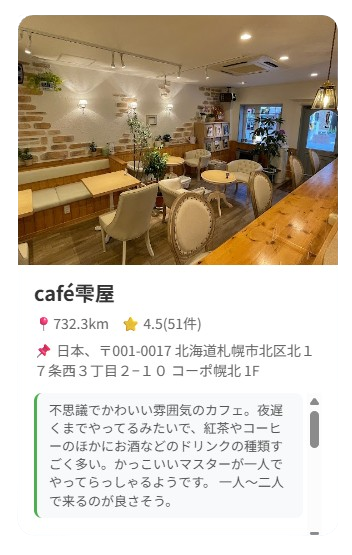 café雫屋
732.3km 4.5(51件)
日本、〒001-0017 北海道札幌市北区北１
７条西３丁目２−１０ コーポ幌北 1F
不思議でかわいい雰囲気のカフェ。夜遅
くまでやってるみたいで、紅茶やコーヒ
ーのほかにお酒などのドリンクの種類す
ごく多い。かっこいいマスターが一人で
やってらっしゃるようです。 一人〜二人
で来るのが良さそう。